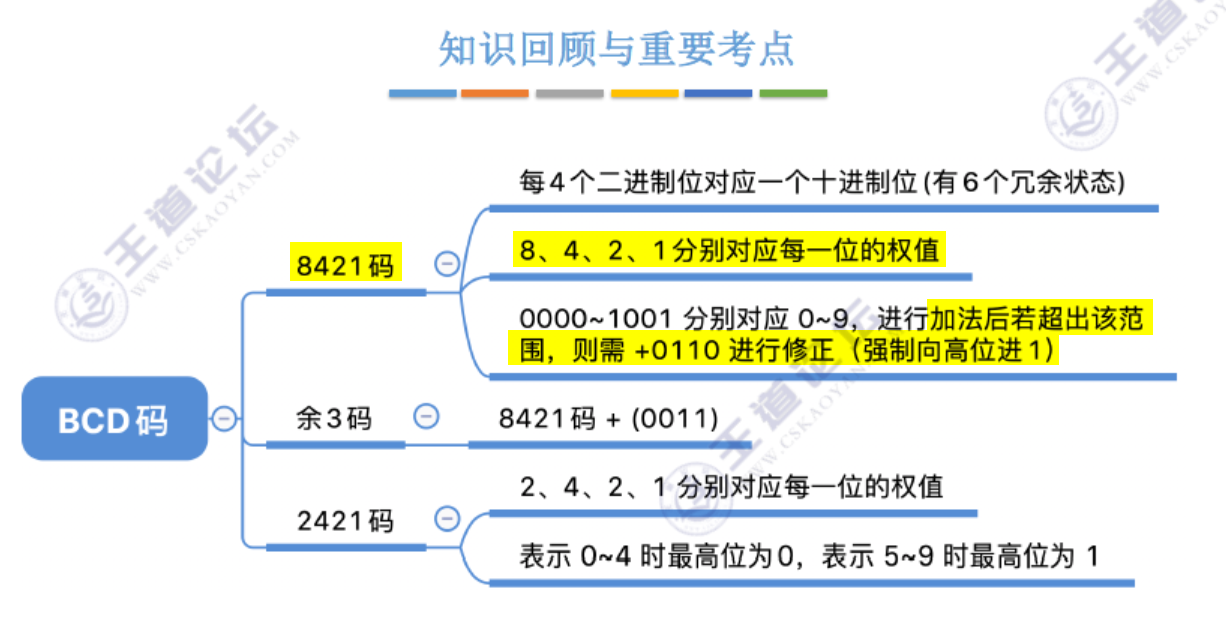 知识回顾与重要考点
每4个二进制位对应一个十进制位(有6个冗余状态)
8421码
8、4、2、1分别对应每一位的权值
0000~1001 分别对应 0~9，进行加法后若超出该范
围，则需 +0110 进行修正（强制向高位进1）
BCD码
余3码
8421码 + (0011)
2421码
2、4、2、1 分别对应每一位的权值
表示 0~4 时最高位为0，表示 5~9 时最高位为 1
王道论坛
WWW.CSKAOYAN.COM
王道论坛
WWW.CSKAOYAN.COM